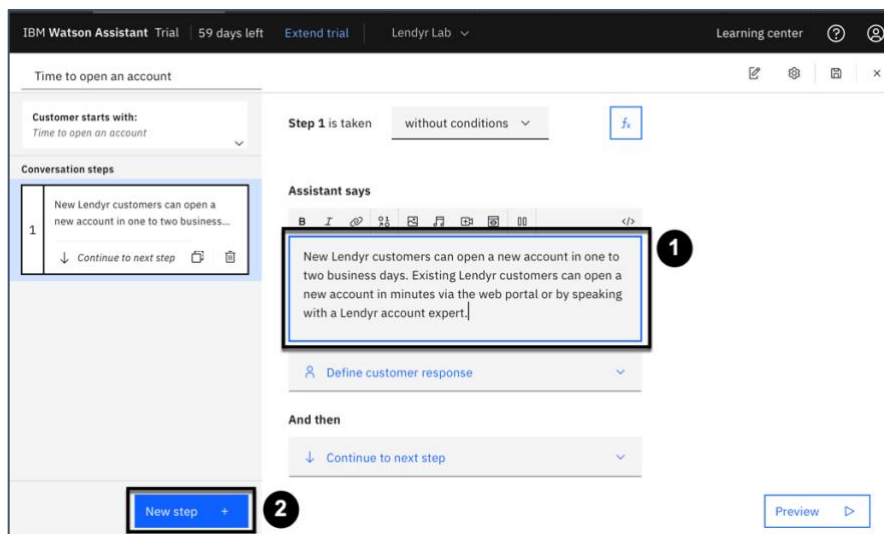 IBM Watson Assistant Trial 59 days left Extend trial Lendyr Lab Learning center
Time to open an account
Customer starts with:
Time to open an account
Conversation steps
1
New Lendyr customers can open a
new account in one to two business...
Continue to next step
Step 1 is taken without conditions fx
Assistant says
B I </>
New Lendyr customers can open a new account in one to
two business days. Existing Lendyr customers can open a
new account in minutes via the web portal or by speaking
with a Lendyr account expert.
1
Define customer response
And then
Continue to next step
New step +
2
Preview